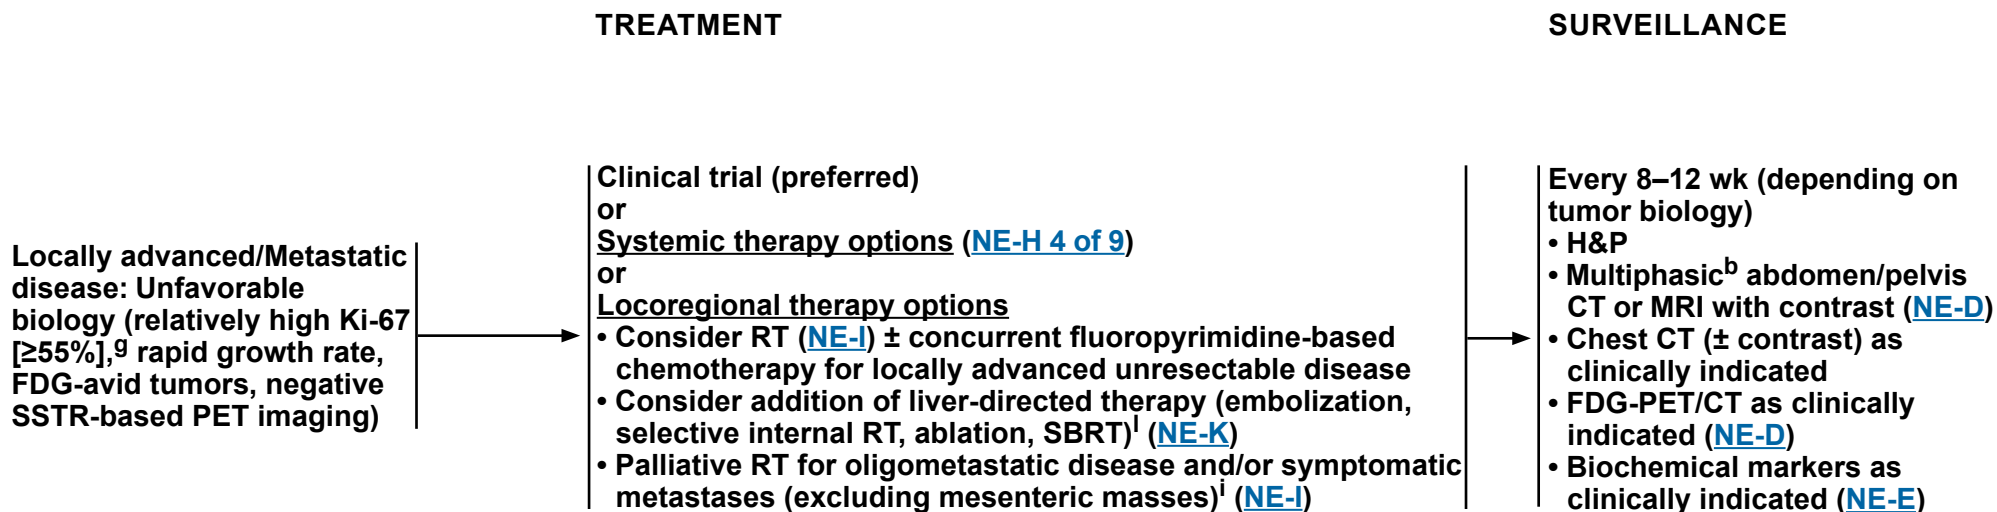 TREATMENT
SURVEILLANCE
Locally advanced/Metastatic
disease: Unfavorable
biology (relatively high Ki-67
[≥55%],g rapid growth rate,
FDG-avid tumors, negative
SSTR-based PET imaging)
Clinical trial (preferred)
or
Systemic therapy options (NE-H 4 of 9)
or
Locoregional therapy options
• Consider RT (NE-I) ± concurrent fluoropyrimidine-based
chemotherapy for locally advanced unresectable disease
• Consider addition of liver-directed therapy (embolization,
selective internal RT, ablation, SBRT)l (NE-K)
• Palliative RT for oligometastatic disease and/or symptomatic
metastases (excluding mesenteric masses)i (NE-I)
Every 8–12 wk (depending on
tumor biology)
• H&P
• Multiphasicb abdomen/pelvis
CT or MRI with contrast (NE-D)
• Chest CT (± contrast) as
clinically indicated
• FDG-PET/CT as clinically
indicated (NE-D)
• Biochemical markers as
clinically indicated (NE-E)